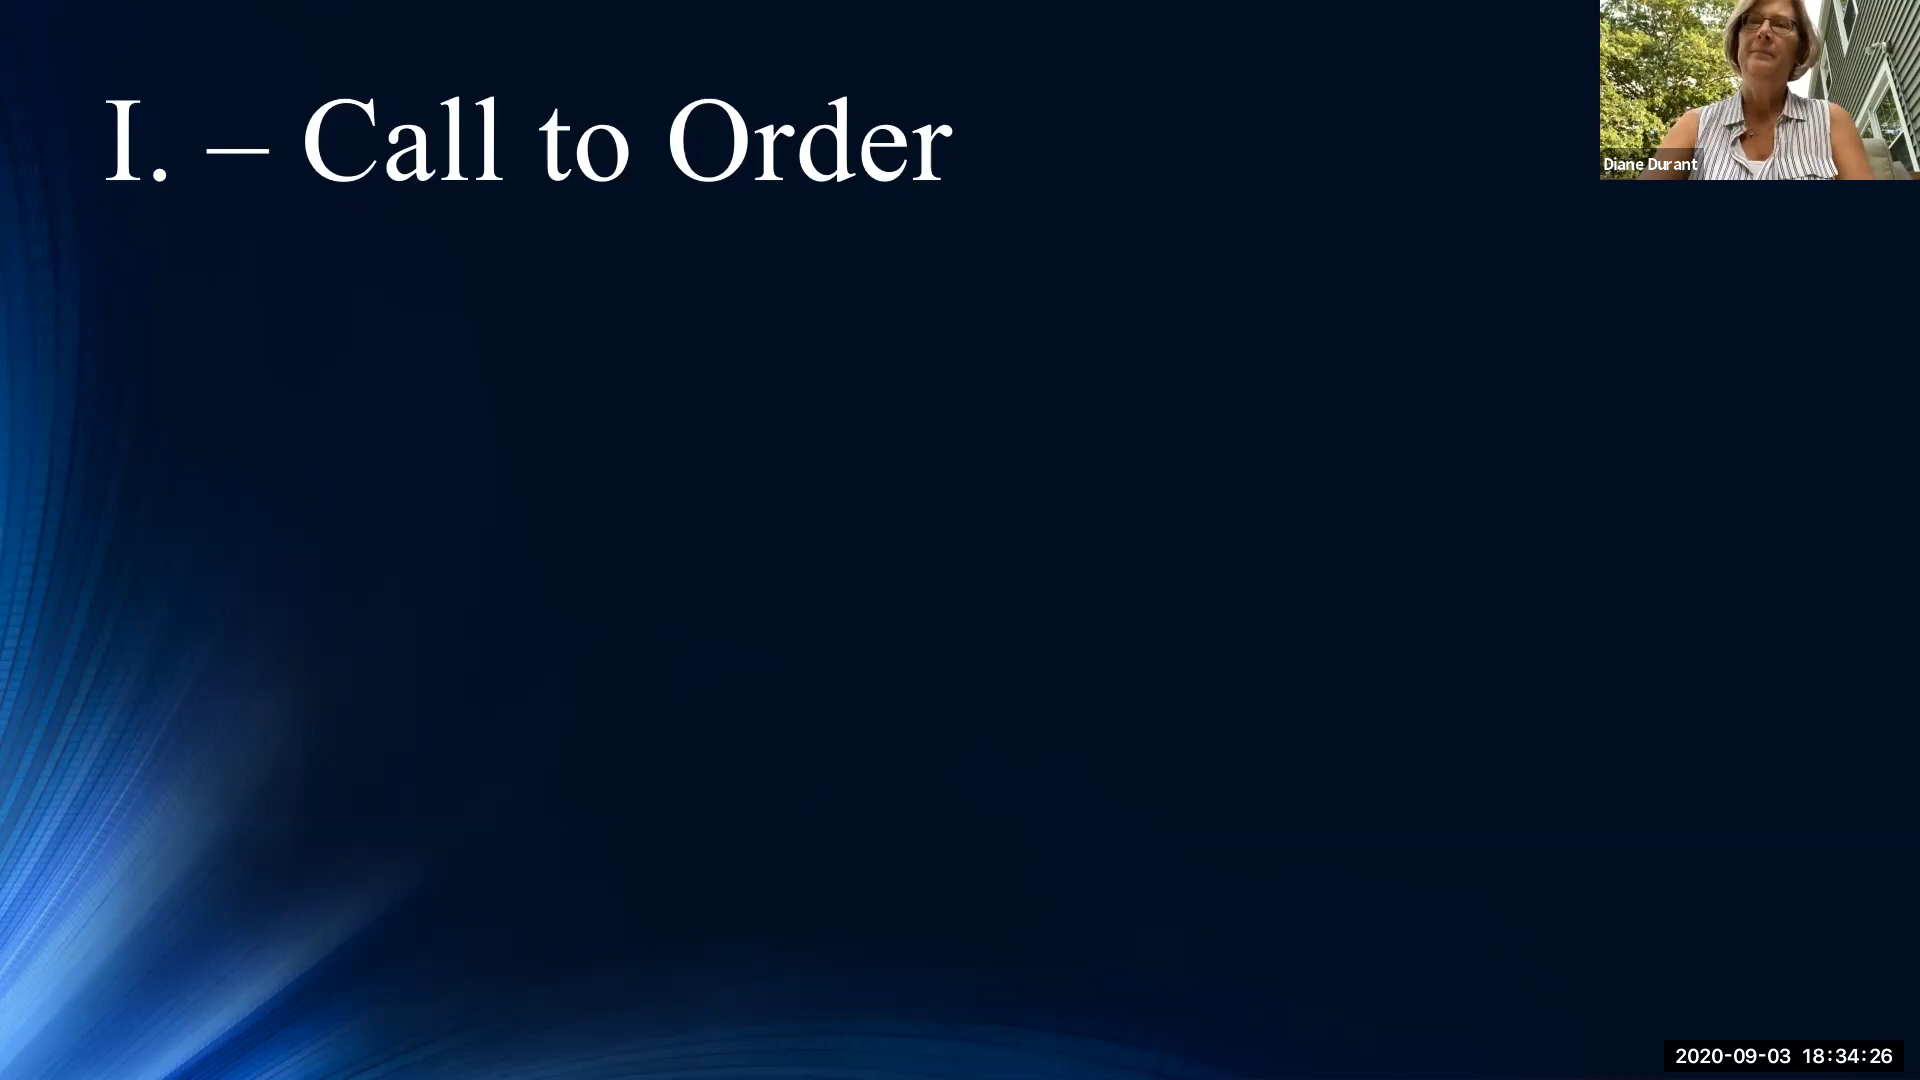 I. – Call to Order
Diane Durant
2020-09-03 18:34:26